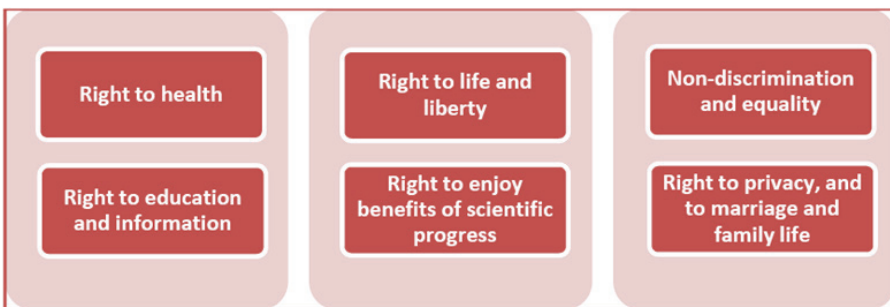 Right to health
Right to education
and information
Right to life and
liberty
Right to enjoy
benefits of scientific
progress
Non-discrimination
and equality
Right to privacy, and
to marriage and
family life